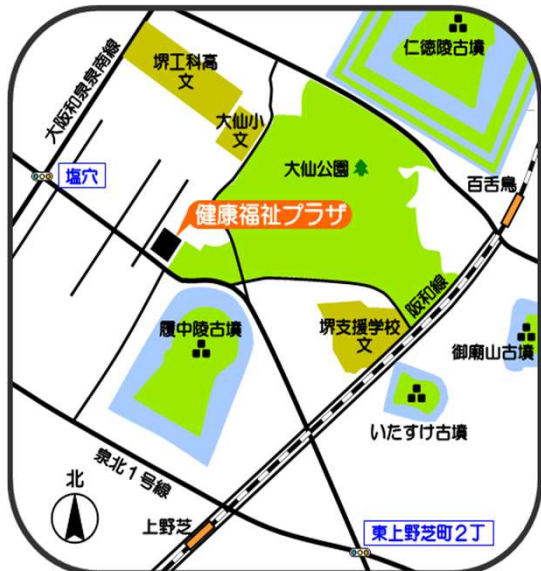 仁徳陵古墳
堺工科高
文
大阪和泉泉南線
大仙小
文
塩穴
大仙公園
百舌鳥
健康福祉プラザ
阪和線
履中陵古墳
堺支援学校
文
御廟山古墳
いたすけ古墳
泉北1号線
北
上野芝
東上野芝町2丁